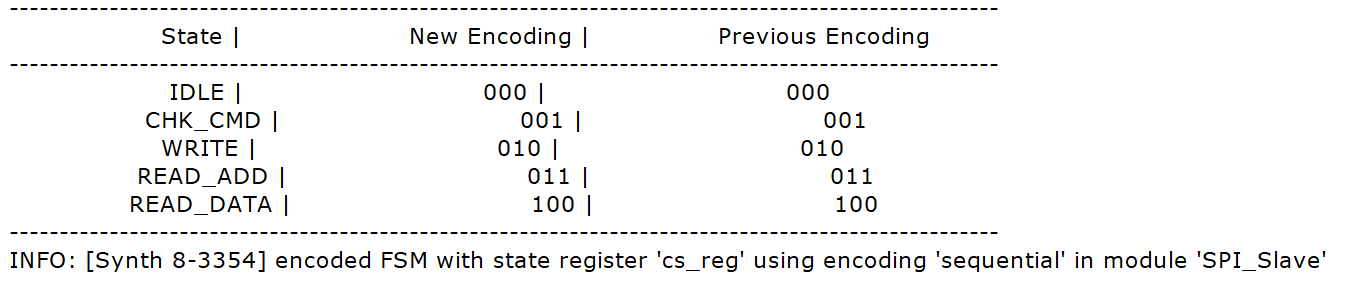 ---------------------------------------------------------------------------------------------------
State | New Encoding | Previous Encoding
---------------------------------------------------------------------------------------------------
IDLE | 000 | 000
CHK_CMD | 001 | 001
WRITE | 010 | 010
READ_ADD | 011 | 011
READ_DATA | 100 | 100
---------------------------------------------------------------------------------------------------
INFO: [Synth 8-3354] encoded FSM with state register 'cs_reg' using encoding 'sequential' in module 'SPI_Slave'